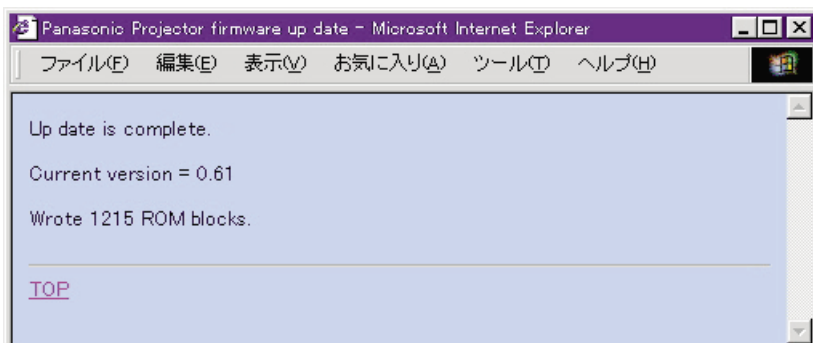 Panasonic Projector firmware up date - Microsoft Internet Explorer
ファイル(F) 編集(E) 表示(V) お気に入り(A) ツール(T) ヘルプ(H)
Up date is complete.
Current version = 0.61
Wrote 1215 ROM blocks.
TOP